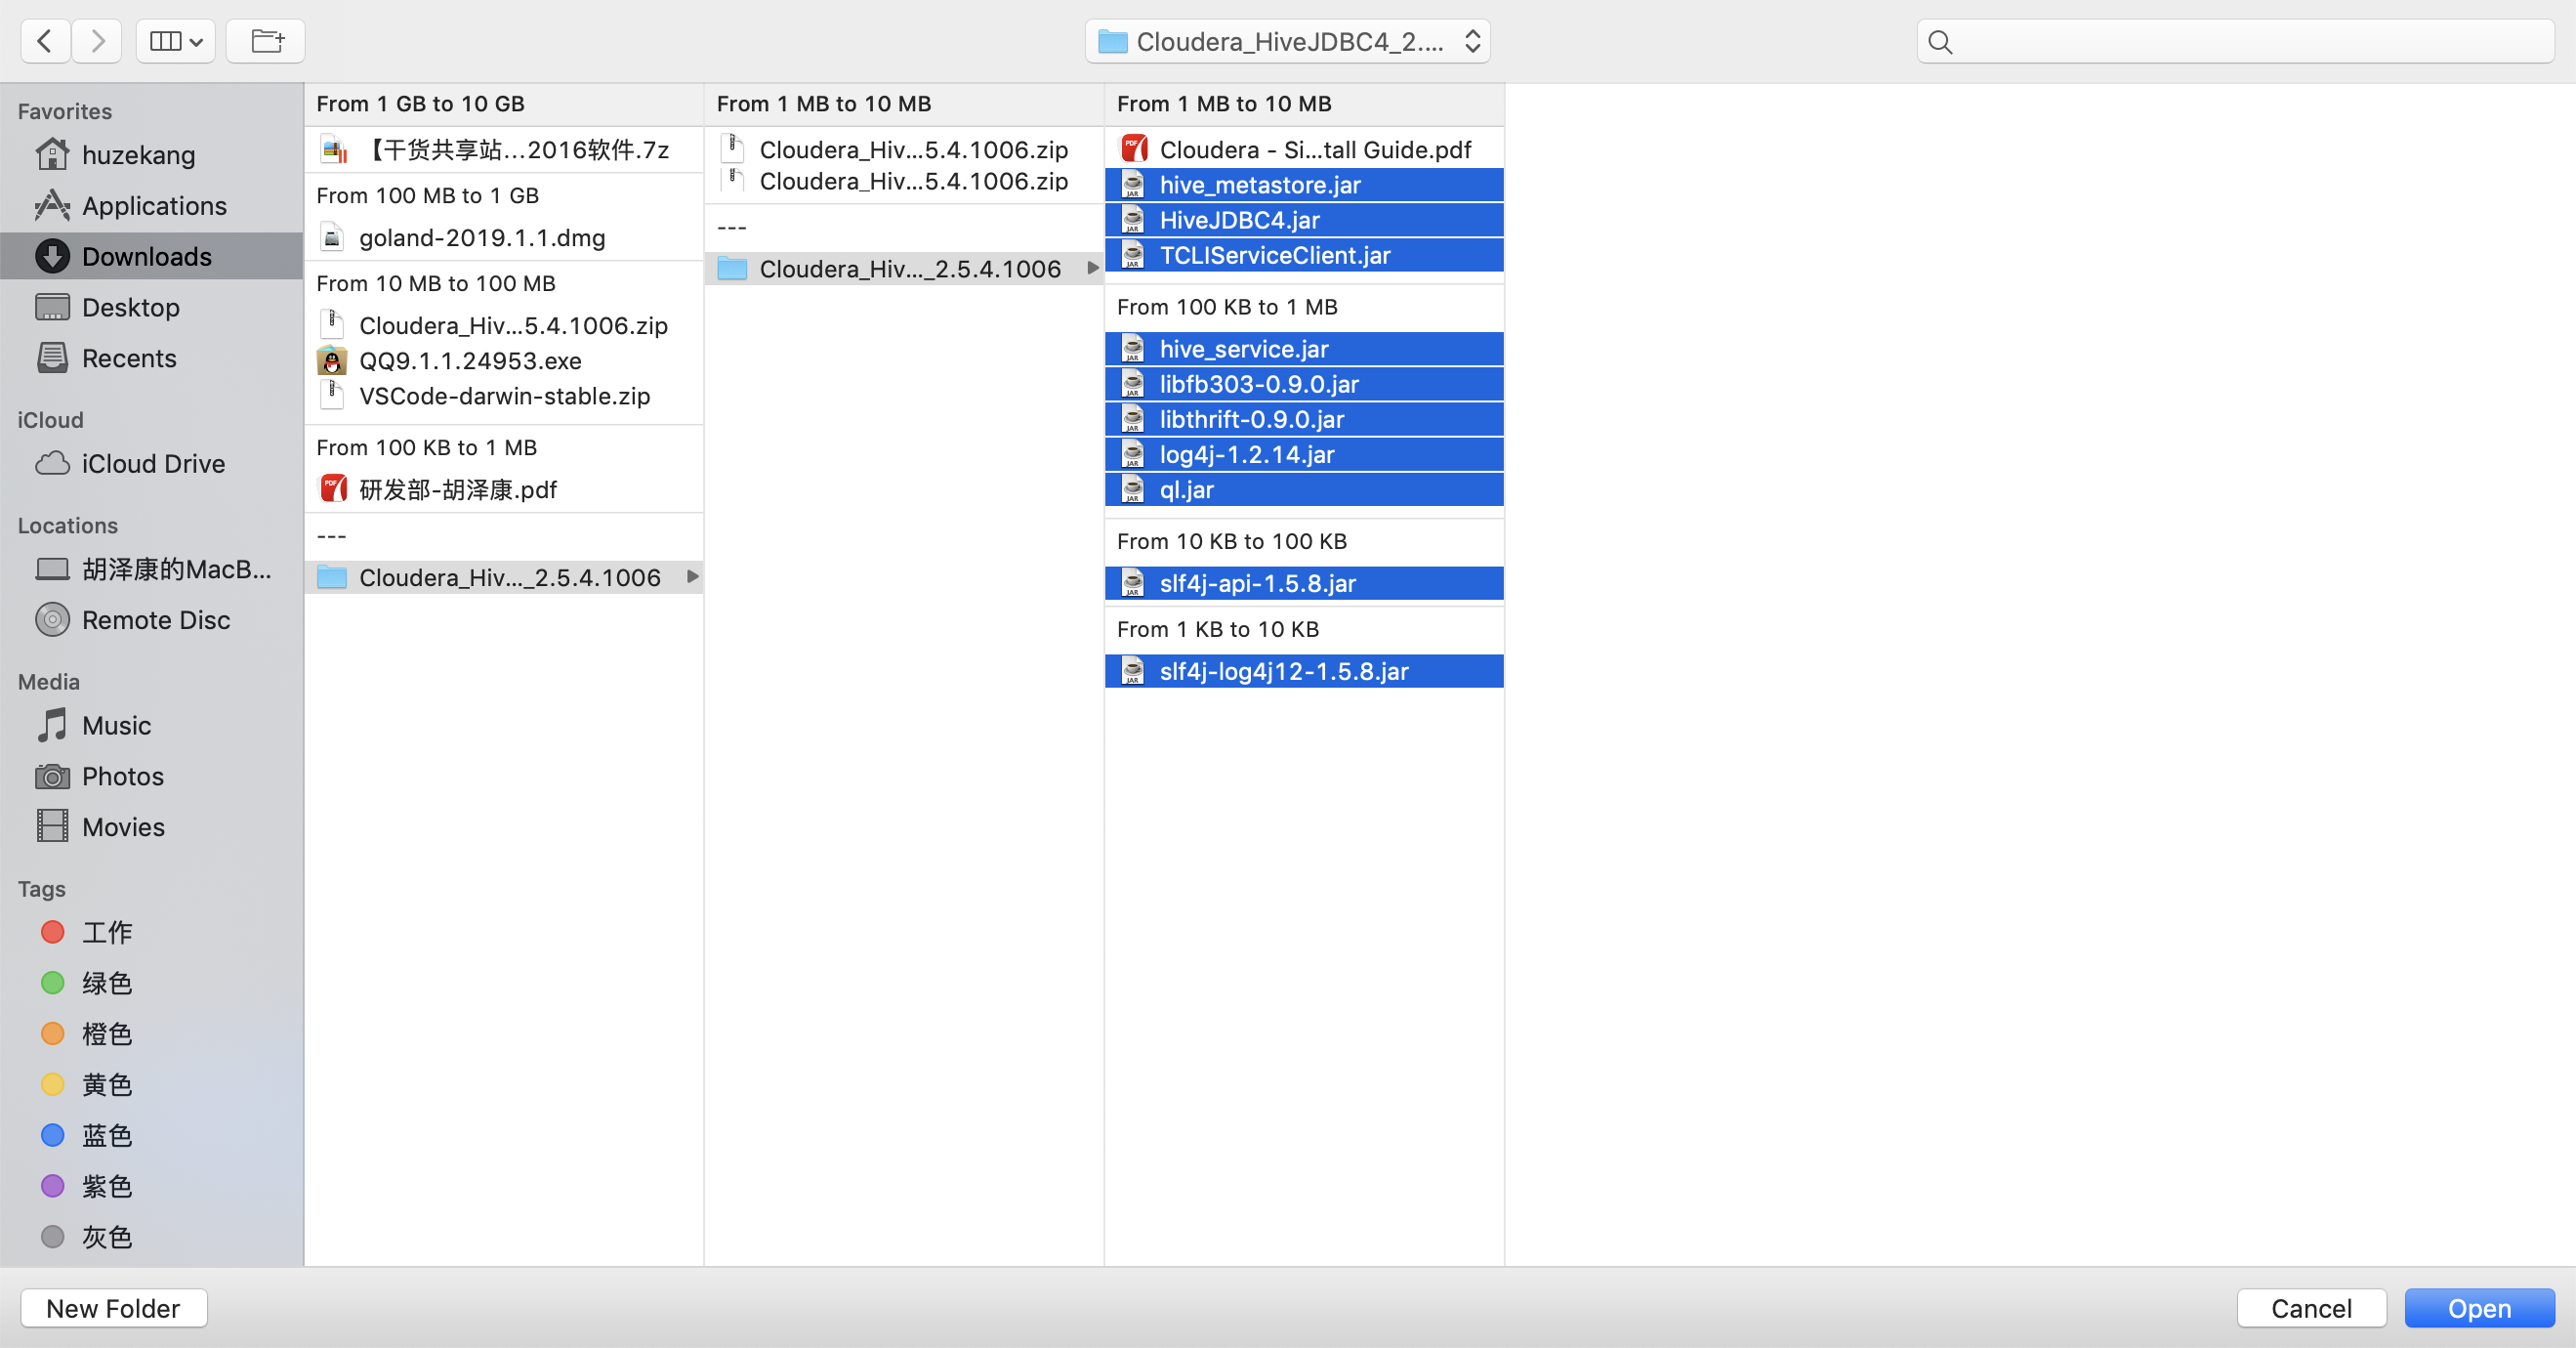 Cloudera_HiveJDBC4_2....
Favorites
huzekang
Applications
Downloads
Desktop
Recents
iCloud
iCloud Drive
Locations
胡泽康的MacB...
Remote Disc
Media
Music
Photos
Movies
Tags
工作
绿色
橙色
黄色
蓝色
紫色
灰色
From 1 GB to 10 GB
【干货共享站...2016软件.7z
From 100 MB to 1 GB
goland-2019.1.1.dmg
From 10 MB to 100 MB
Cloudera_Hiv...5.4.1006.zip
QQ9.1.1.24953.exe
VSCode-darwin-stable.zip
From 100 KB to 1 MB
研发部-胡泽康.pdf
---
Cloudera_Hiv..._2.5.4.1006
From 1 MB to 10 MB
Cloudera_Hiv...5.4.1006.zip
Cloudera_Hiv...5.4.1006.zip
---
Cloudera_Hiv..._2.5.4.1006
From 1 MB to 10 MB
Cloudera - Si...tall Guide.pdf
hive_metastore.jar
HiveJDBC4.jar
TCLIServiceClient.jar
From 100 KB to 1 MB
hive_service.jar
libfb303-0.9.0.jar
libthrift-0.9.0.jar
log4j-1.2.14.jar
ql.jar
From 10 KB to 100 KB
slf4j-api-1.5.8.jar
From 1 KB to 10 KB
slf4j-log4j12-1.5.8.jar
New Folder
Cancel
Open